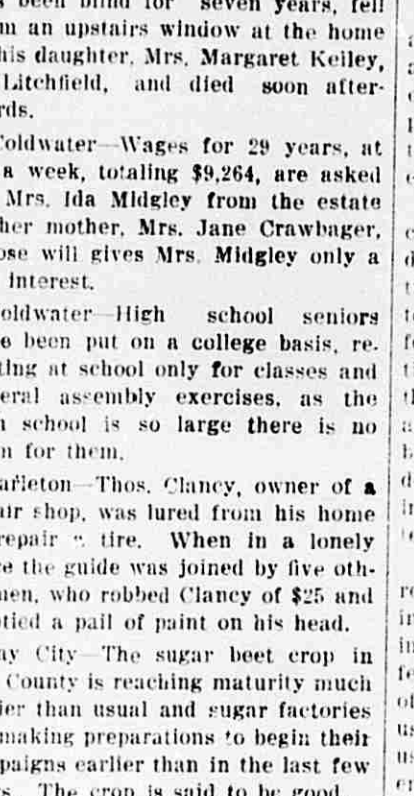 been blind for seven years, fell
an upstairs window at the home
his daughter, Mrs. Margaret Keiley,
Litchfield, and died soon after-
rds.
oldwater—Wages for 29 years, at
a week, totaling $9,264, are asked
Mrs. Ida Midgley from the estate
her mother, Mrs. Jane Crawbager,
ose will gives Mrs. Midgley only a
interest.
oldwater—High school seniors
e been put on a college basis, re-
ting at school only for classes and
eral assembly exercises, as the
school is so large there is no
m for them.
arleton—Thos. Clancy, owner of a
air shop, was lured from his home
repair tire. When in a lonely
e the guide was joined by five oth-
men, who robbed Clancy of $25 and
ptied a pail of paint on his head.
ay City—The sugar beet crop in
County is reaching maturity much
ier than usual and sugar factories
making preparations to begin their
paigns earlier than in the last few
s. The crop is said to be good